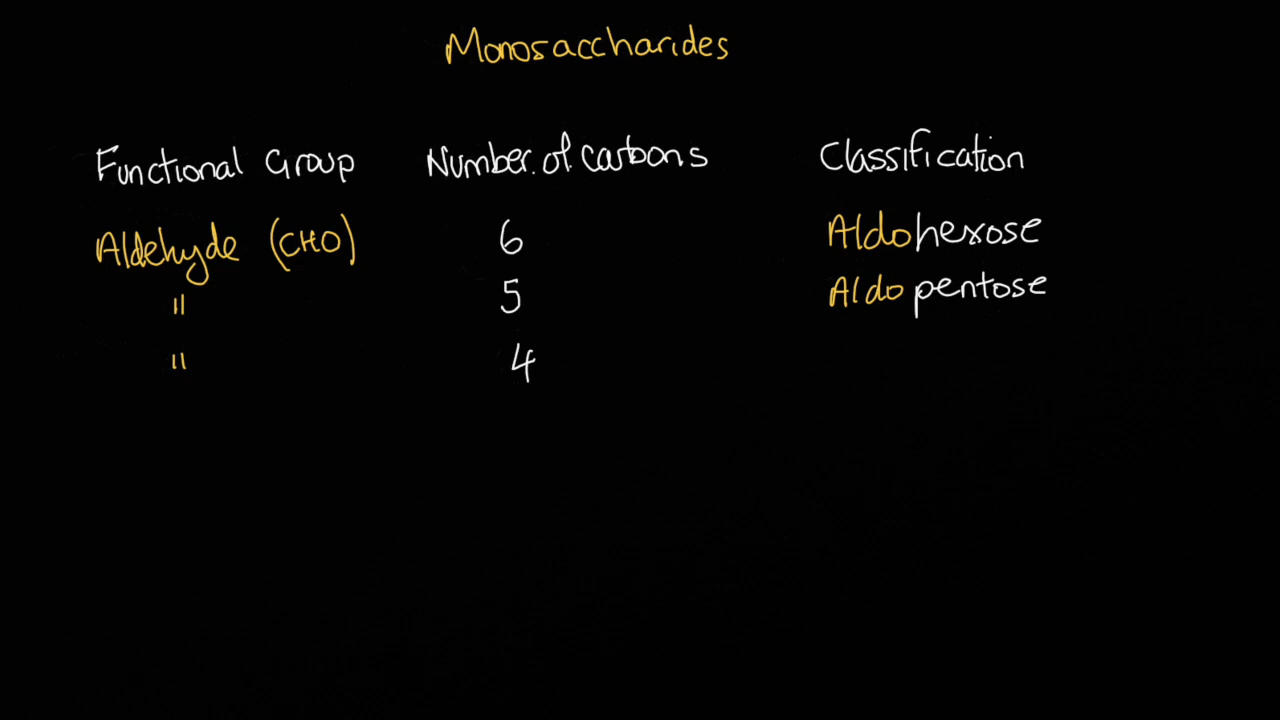 Monosaccharides
Functional Group Number of carbons Classification
Aldehyde (CHO) 6 Aldohexose
" 5 Aldopentose
" 4